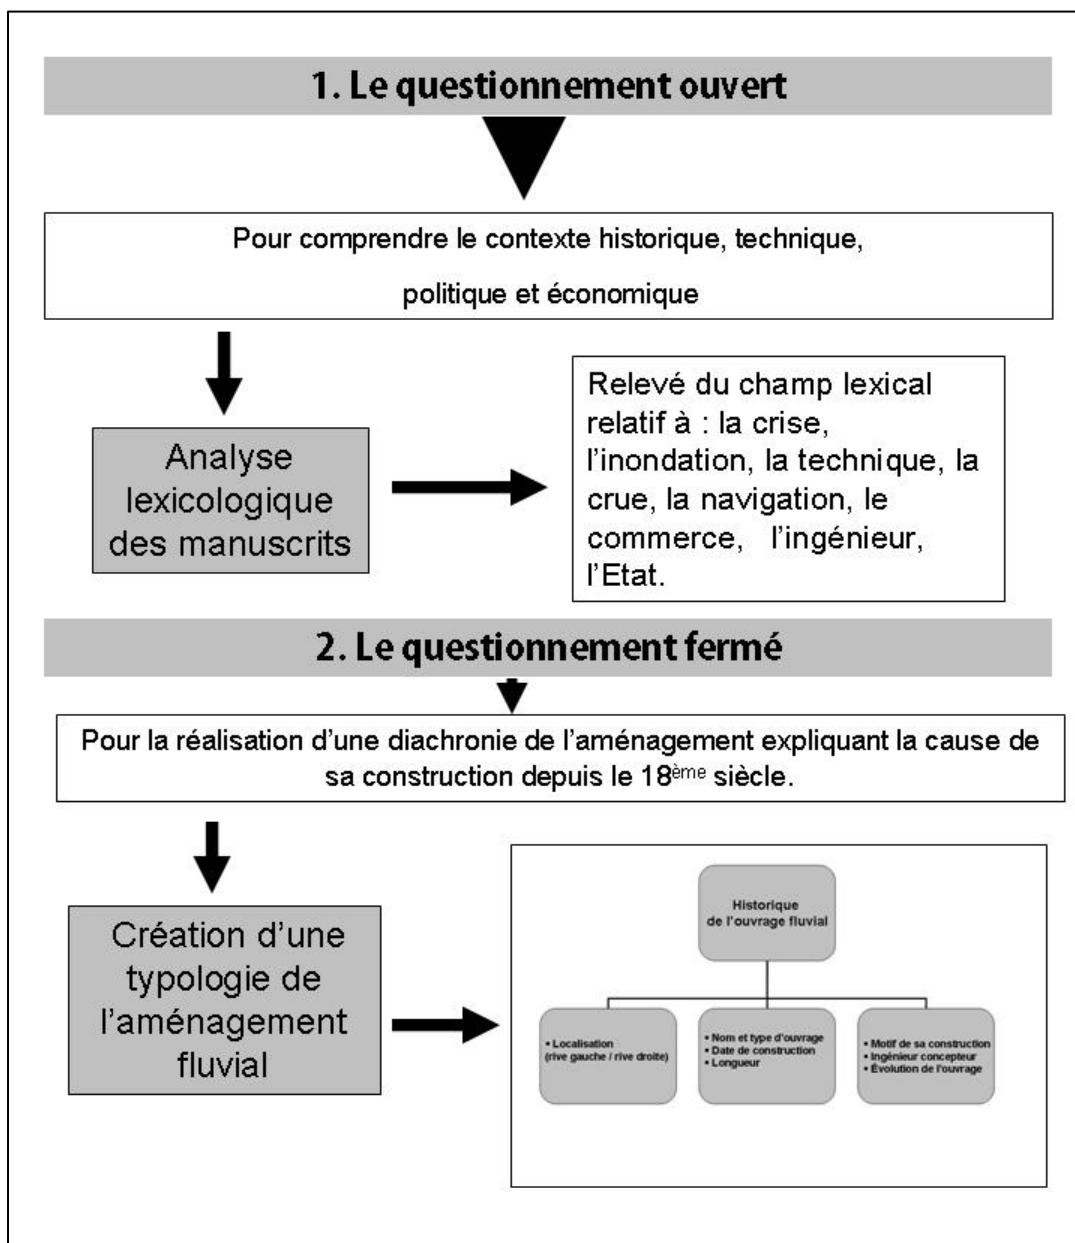 1. Le questionnement ouvert
Pour comprendre le contexte historique, technique,
politique et économique
Analyse
lexicologique
des manuscrits
Relevé du champ lexical
relatif à : la crise,
l'inondation, la technique, la
crue, la navigation, le
commerce, l'ingénieur,
l'Etat.
2. Le questionnement fermé
Pour la réalisation d'une diachronie de l'aménagement expliquant la cause de
sa construction depuis le 18ème siècle.
Création d'une
typologie de
l'aménagement
fluvial
Historique
de l'ouvrage fluvial
• Localisation
(rive gauche / rive droite)
• Nom et type d'ouvrage
• Date de construction
• Longueur
• Motif de sa construction
• Ingénieur concepteur
• Évolution de l'ouvrage